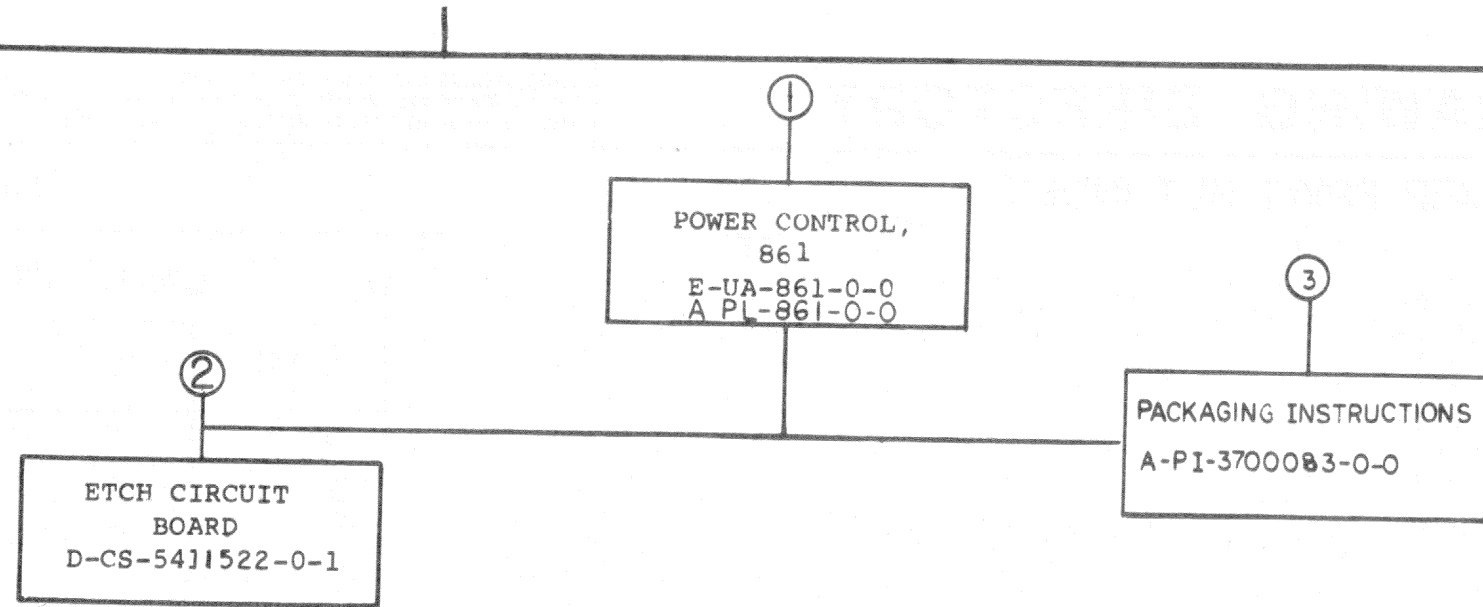 1
POWER CONTROL,
861
E-UA-861-0-0
A PL-861-0-0
2
ETCH CIRCUIT
BOARD
D-CS-5411522-0-1
3
PACKAGING INSTRUCTIONS
A-PI-3700083-0-0